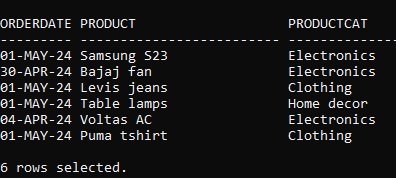 ORDERDATE PRODUCT PRODUCTCAT
--------- ------------------------- --------------
01-MAY-24 Samsung S23 Electronics
30-APR-24 Bajaj fan Electronics
01-MAY-24 Levis jeans Clothing
01-MAY-24 Table lamps Home decor
04-APR-24 Voltas AC Electronics
01-MAY-24 Puma tshirt Clothing
6 rows selected.